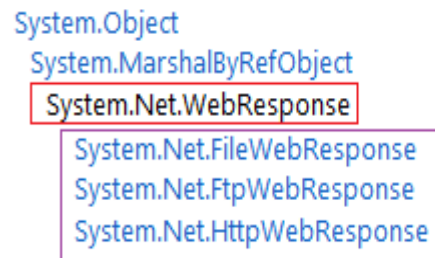 System.Object
System.MarshalByRefObject
System.Net.WebResponse
System.Net.FileWebResponse
System.Net.FtpWebResponse
System.Net.HttpWebResponse